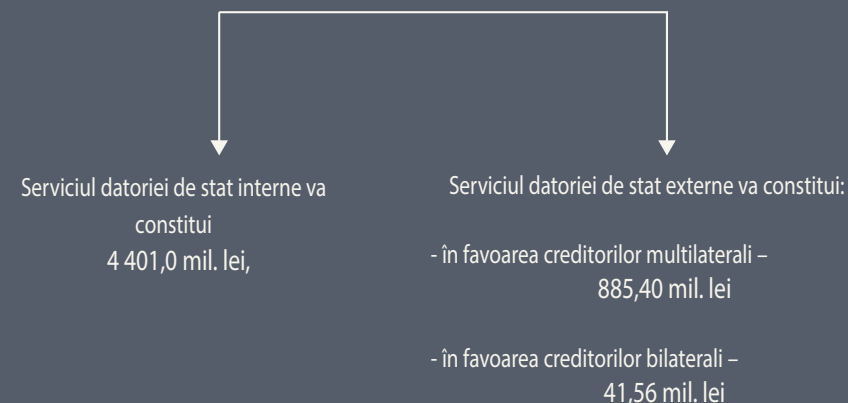 Serviciul datoriei de stat interne va
constitui
4 401,0 mil. lei,
Serviciul datoriei de stat externe va constitui:
- în favoarea creditorilor multilaterali –
885,40 mil. lei
- în favoarea creditorilor bilaterali –
41,56 mil. lei